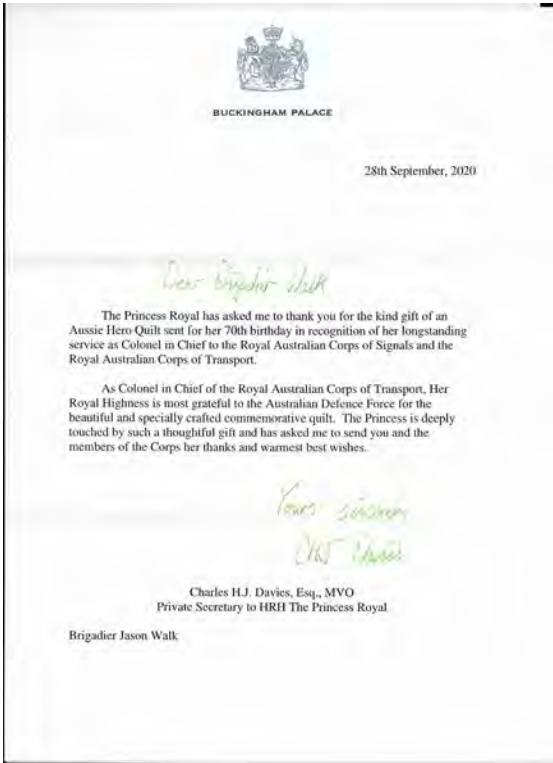 BUCKINGHAM PALACE
28th September, 2020
Dear Brigadier Walk
The Princess Royal has asked me to thank you for the kind gift of an
Aussie Hero Quilt sent for her 70th birthday in recognition of her longstanding
service as Colonel in Chief to the Royal Australian Corps of Signals and the
Royal Australian Corps of Transport.
As Colonel in Chief of the Royal Australian Corps of Transport, Her
Royal Highness is most grateful to the Australian Defence Force for the
beautiful and specially crafted commemorative quilt. The Princess is deeply
touched by such a thoughtful gift and has asked me to send you and the
members of the Corps her thanks and warmest best wishes.
Yours sincerely
Charles H.J. Davies, Esq., MVO
Private Secretary to HRH The Princess Royal
Brigadier Jason Walk